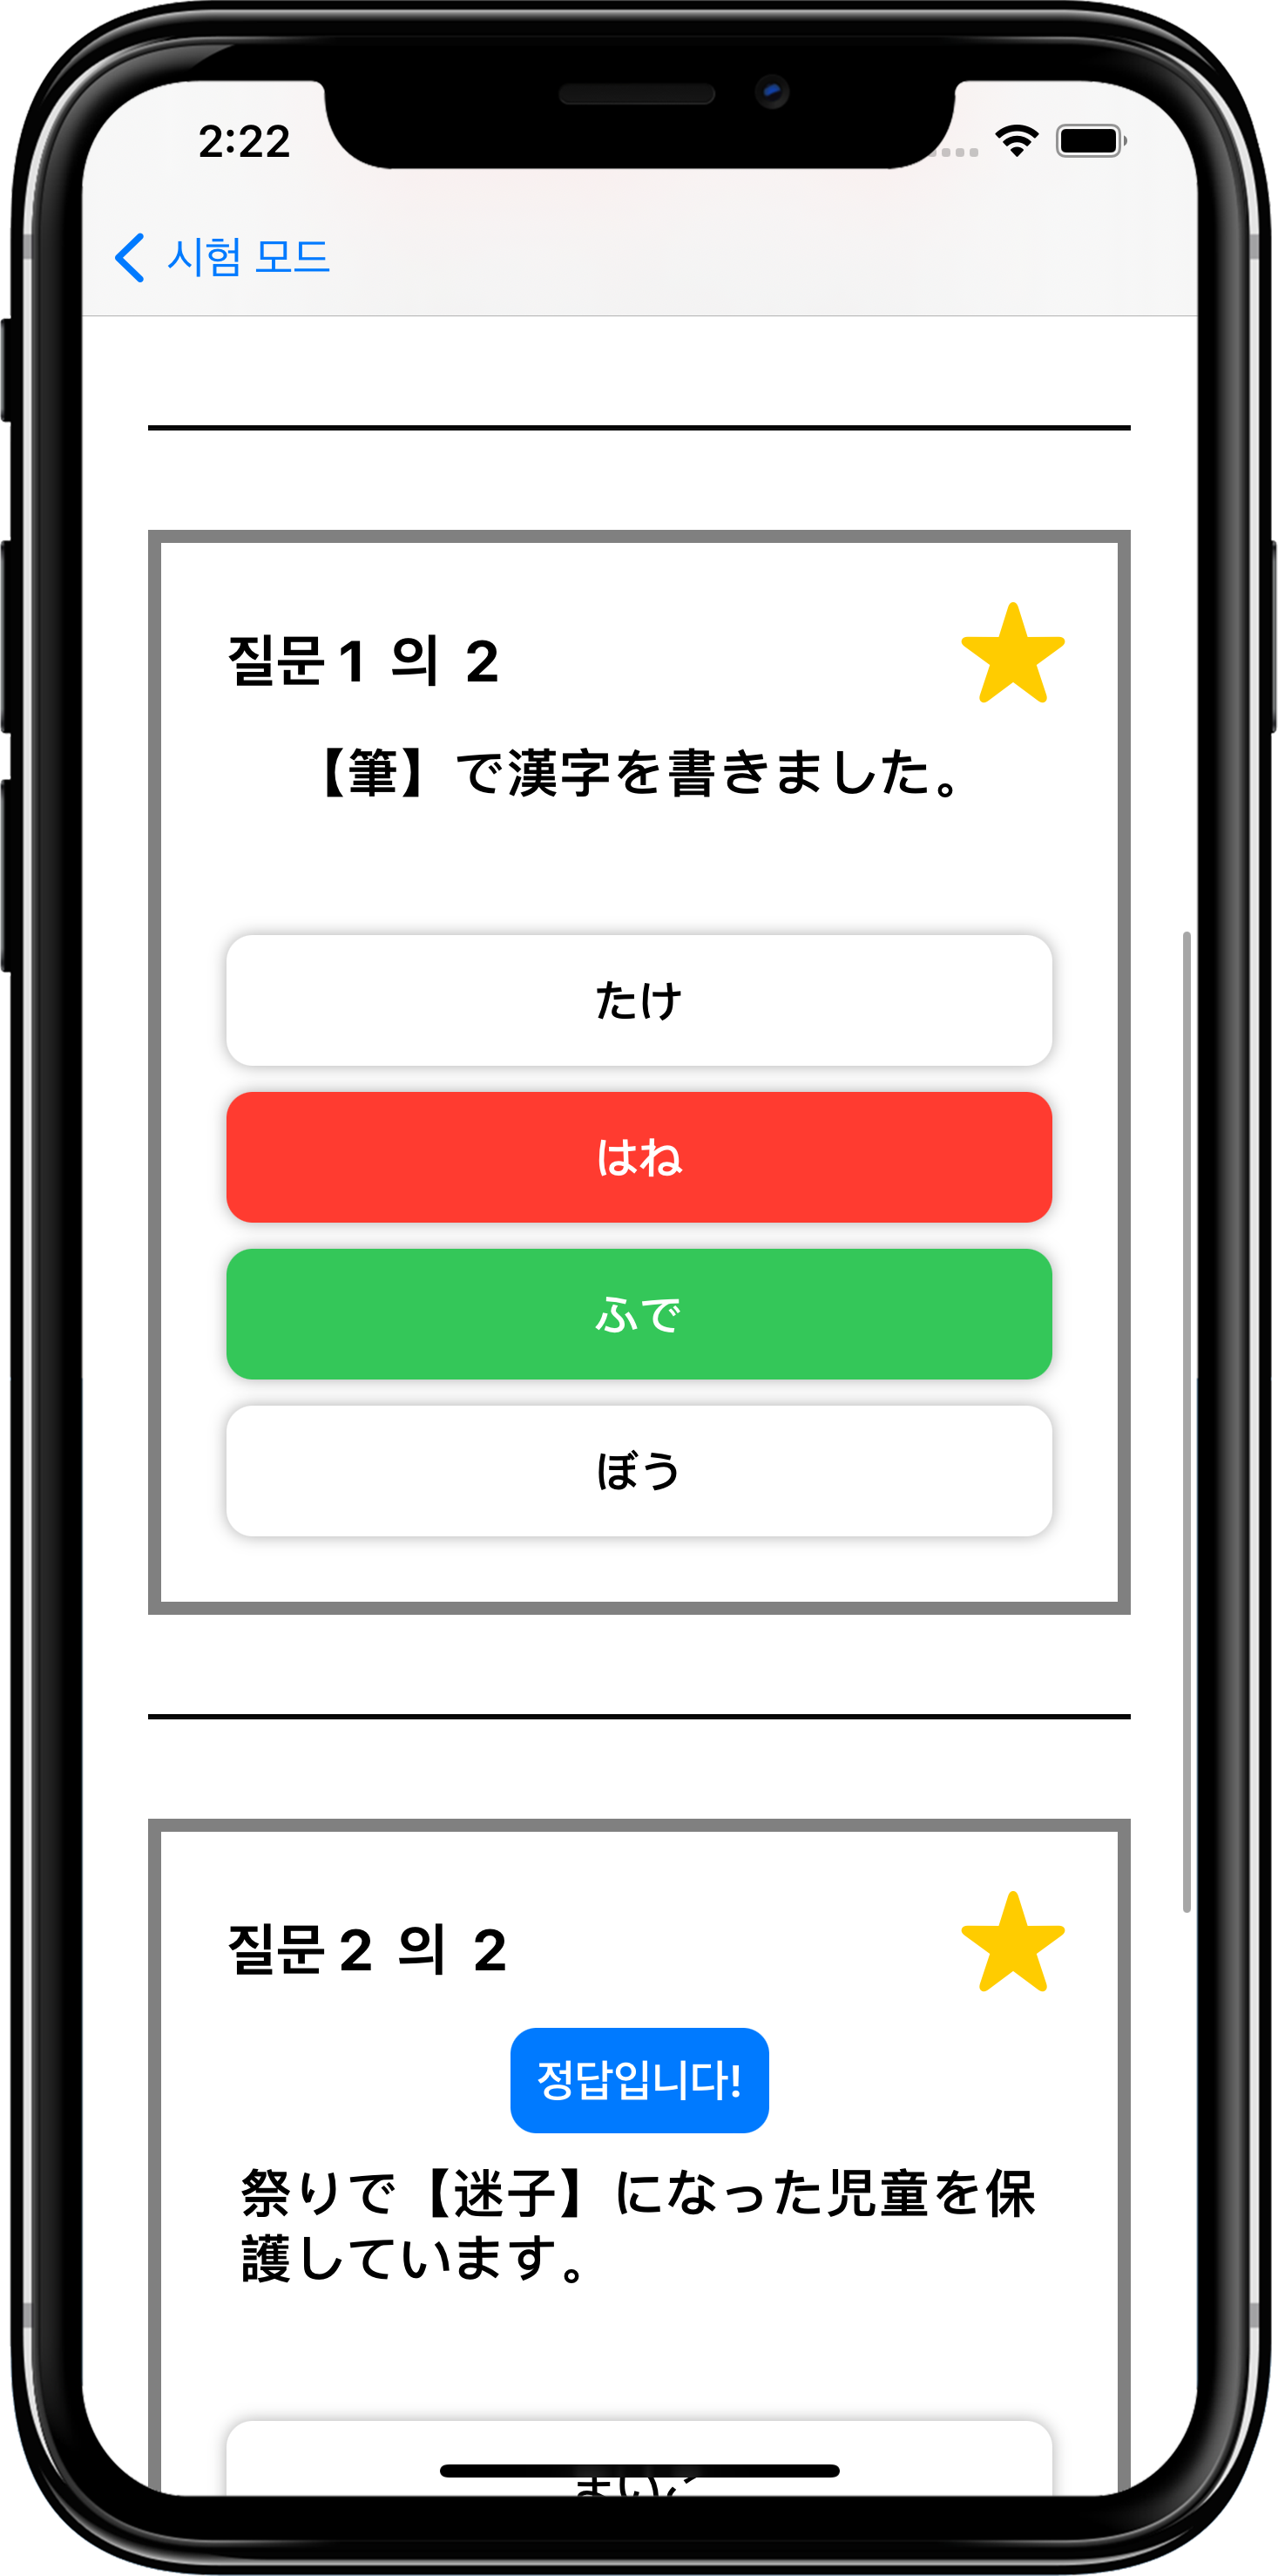 2:22
시험 모드
질문 1 의 2
【筆】で漢字を書きました。
たけ
はね
ふで
ぼう
질문 2 의 2
정답입니다!
祭りで【迷子】になった児童を保
護しています。